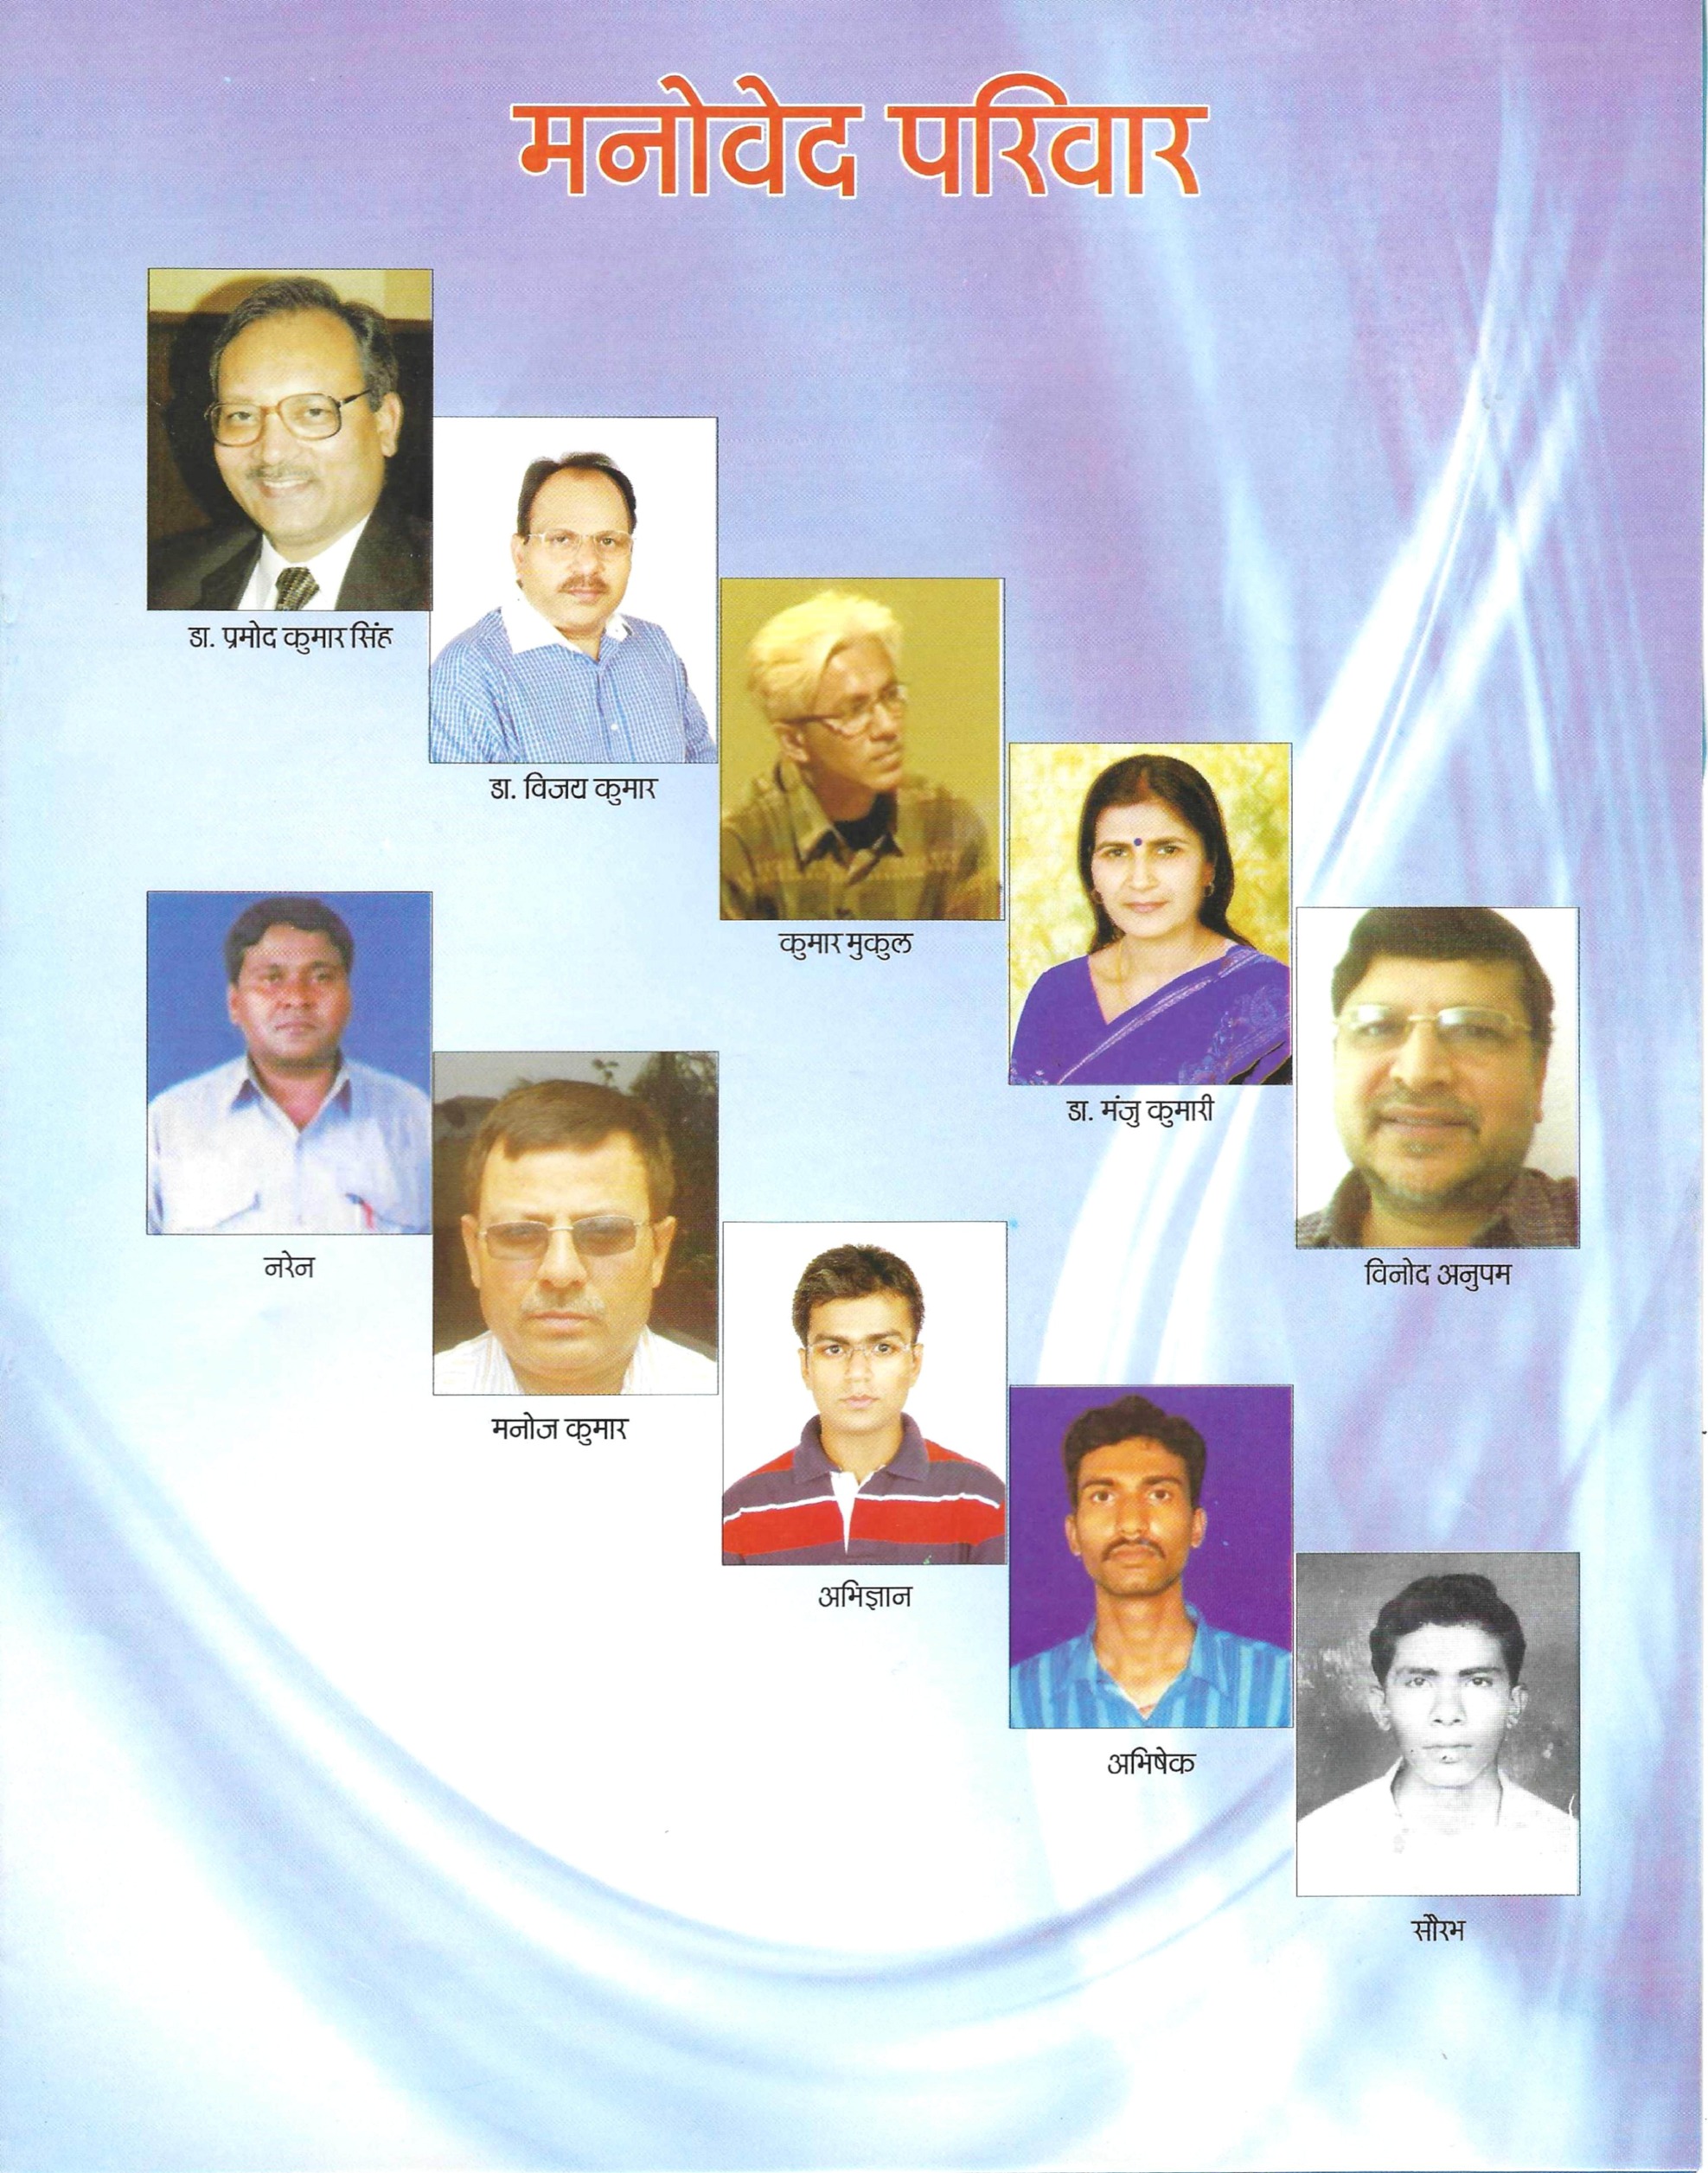 मनोवेद परिवार
डा. प्रमोद कुमार सिंह
डा. विजय कुमार
कुमार मुकुल
डा. मंजु कुमारी
विनोद अनुपम
नरेन
मनोज कुमार
अभिज्ञान
अभिषेक
सौरभ